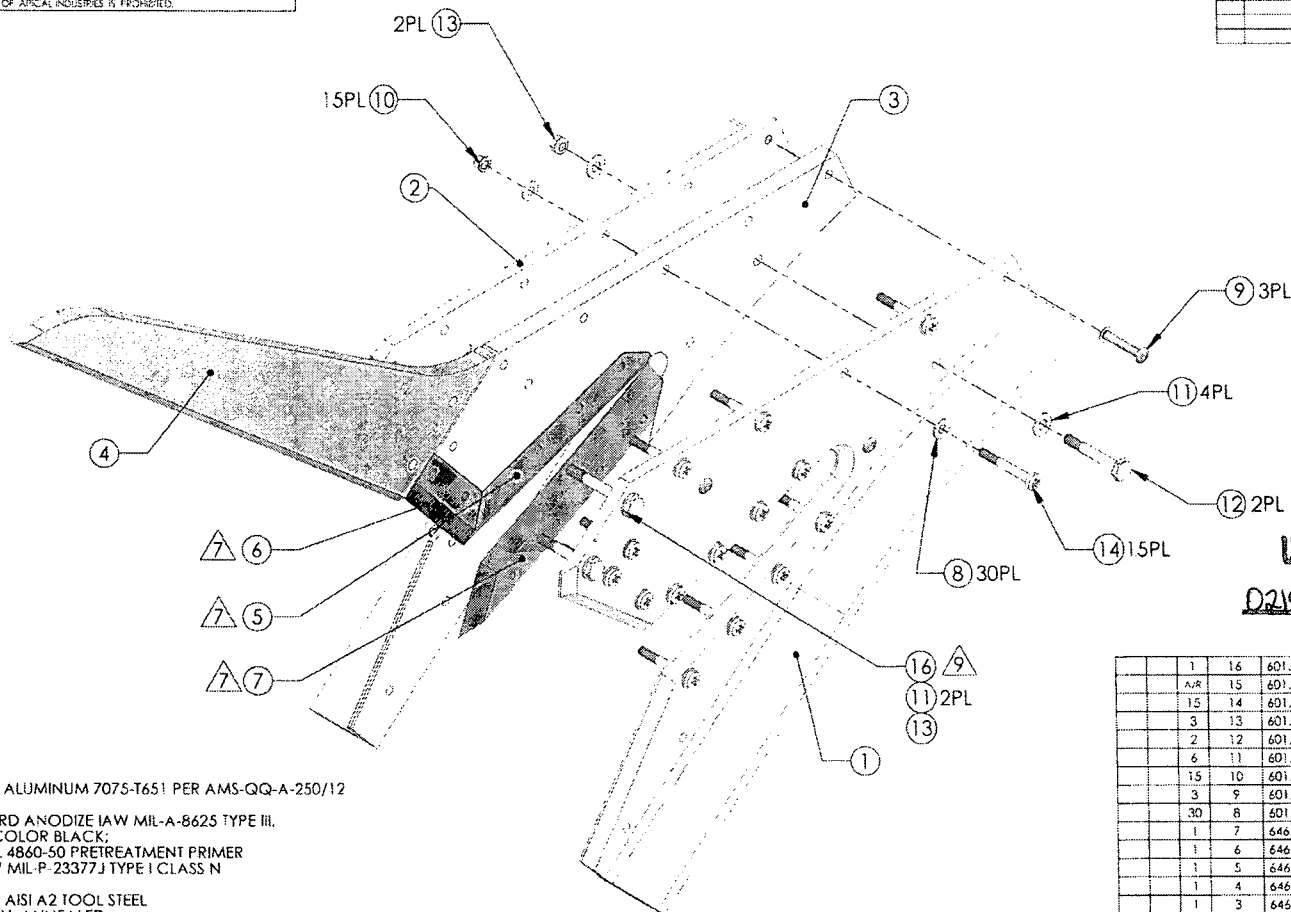 OF APICAL INDUSTRIES IS PROHIBITED.
2PL 13
15PL 10
3
2
9 3PL
11 4PL
4
12 2PL
14 15PL
7 6
8 30PL
7 5
7 7
16 9
11 2PL
13
1
ALUMINUM 7075-T651 PER AMS-QQ-A-250/12
RD ANODIZE IAW MIL-A-8625 TYPE III,
COLOR BLACK;
4860-50 PRETREATMENT PRIMER
MIL-P-23377J TYPE I CLASS N
AISI A2 TOOL STEEL
1 16 601
A/R 15 601
15 14 601
3 13 601
2 12 601
6 11 601
15 10 601
3 9 601
30 8 601
1 7 646
1 6 646
1 5 646
1 4 646
1 3 646